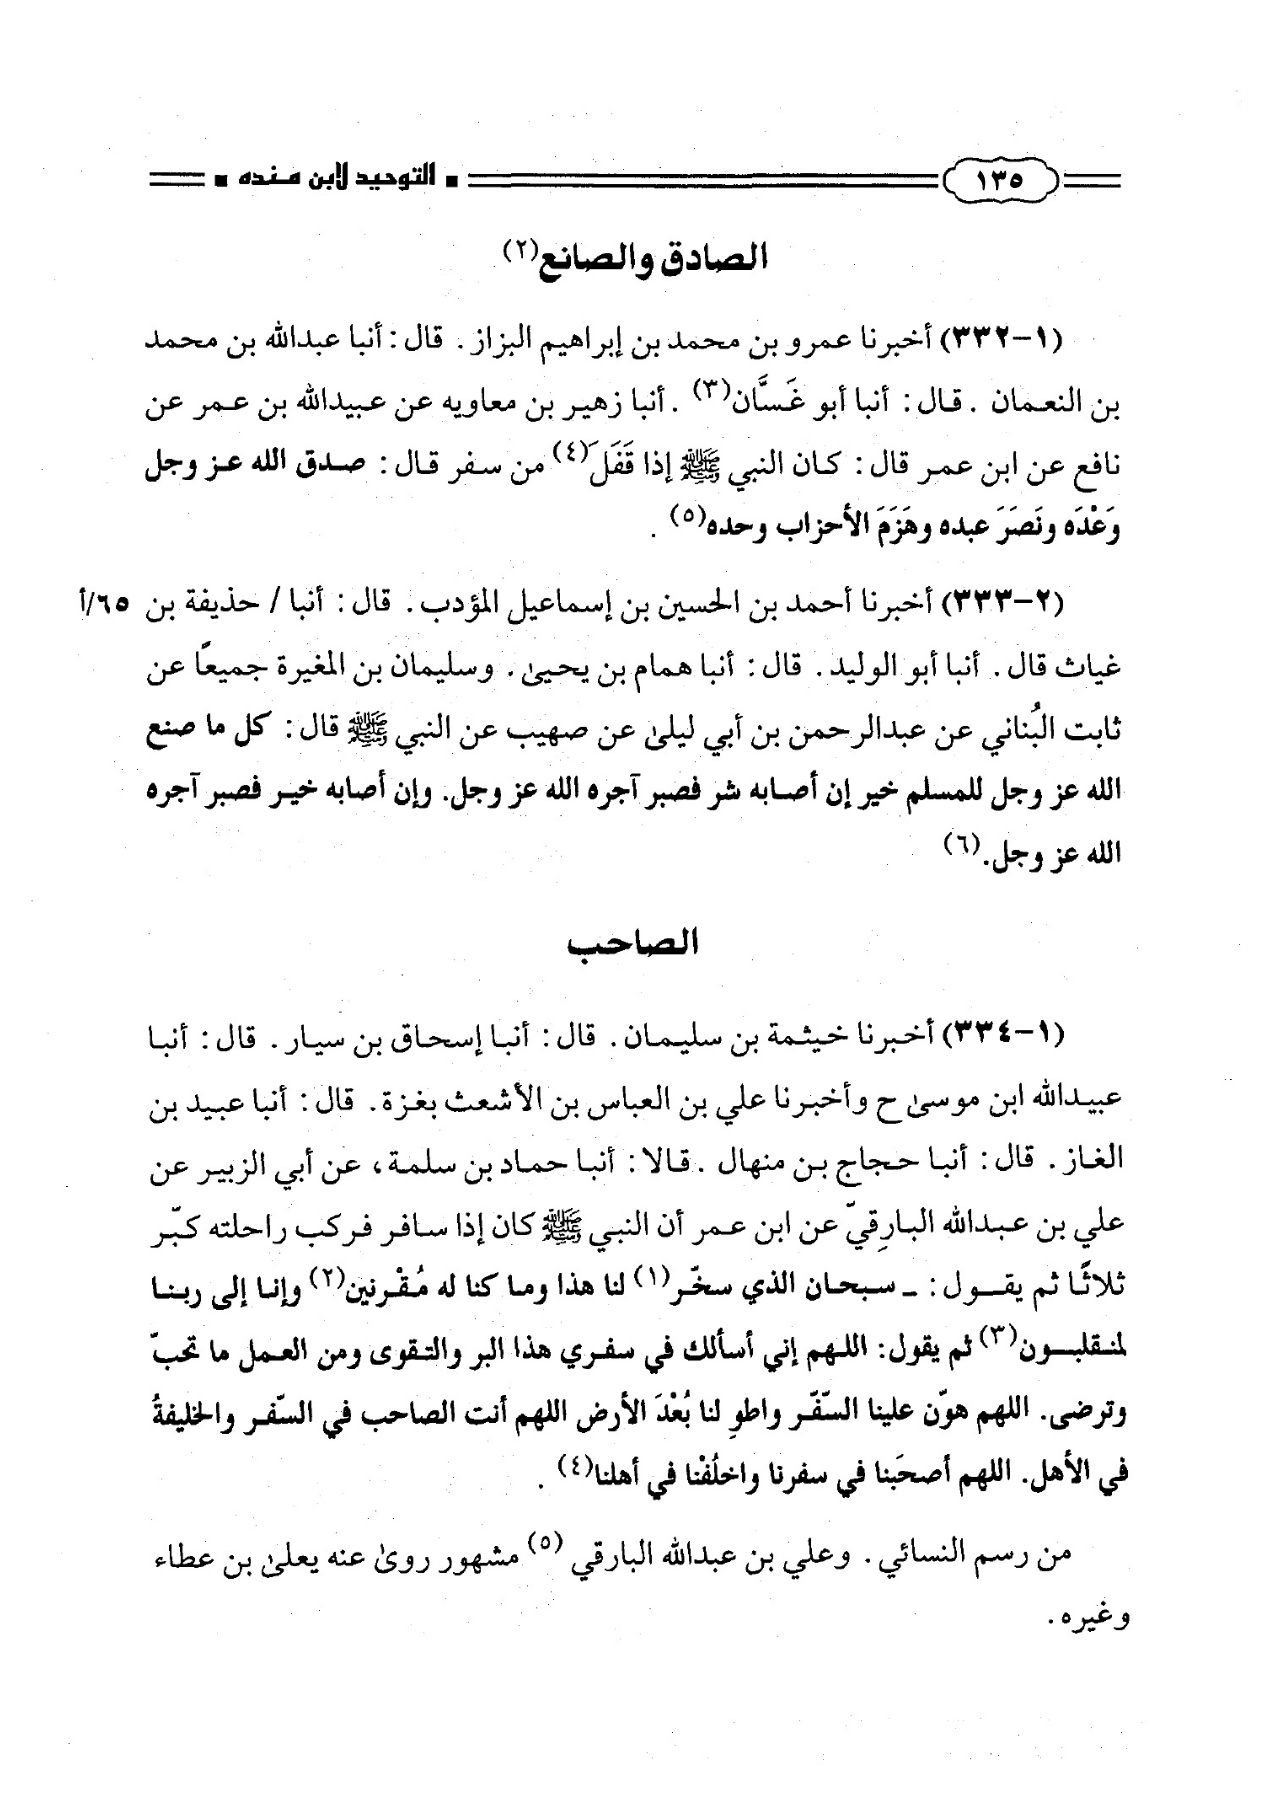 ١٣٥ ■ التوحيد لابن منده ■
الصادق والصانع(٢)
(١-٣٣٢) أخبرنا عمرو بن محمد بن إبراهيم البزاز . قال : أنبا عبدالله بن محمد
بن النعمان . قال : أنبا أبو غَسَّان(٣) . أنبا زهير بن معاويه عن عبيدالله بن عمر عن
نافع عن ابن عمر قال : كان النبي ﷺ إذا قَفَلَ(٤) من سفر قال : صدق الله عز وجل
وَعْدَه ونَصَرَ عبده وهَزَمَ الأحزاب وحده(٥) .
(٢-٣٣٣) أخبرنا أحمد بن الحسين بن إسماعيل المؤدب . قال : أنبا / حذيفة بن ٦٥/أ
غياث قال . أنبا أبو الوليد . قال : أنبا همام بن يحيىٰ . وسليمان بن المغيرة جميعًا عن
ثابت البُناني عن عبدالرحمن بن أبي ليلىٰ عن صهيب عن النبي ﷺ قال : كل ما صنع
الله عز وجل للمسلم خير إن أصابه شر فصبر آجره الله عز وجل. وإن أصابه خير فصبر آجره
الله عز وجل.(٦)
الصاحب
(١-٣٣٤) أخبرنا خيثمة بن سليمان . قال : أنبا إسحاق بن سيار . قال : أنبا
عبيدالله ابن موسىٰ ح وأخبرنا علي بن العباس بن الأشعث بغزة . قال : أنبا عبيد بن
الغاز . قال : أنبا حجاج بن منهال . قالا : أنبا حماد بن سلمة ، عن أبي الزبير عن
علي بن عبدالله البارِقيّ عن ابن عمر أن النبي ﷺ كان إذا سافر فركب راحلته كبّر
ثلاثًا ثم يقول : ـ سبحان الذي سخّر(١) لنا هذا وما كنا له مُقْرنين(٢) وإنا إلى ربنا
لمنقلبون(٣) ثم يقول: اللهم إني أسألك في سفري هذا البر والتقوى ومن العمل ما تحبّ
وترضى. اللهم هوّن علينا السّفّر واطوِ لنا بُعْدَ الأرض اللهم أنت الصاحب في السّفر والخليفةُ
في الأهل. اللهم أصحَبنا في سفرنا واخلُفْنا في أهلنا(٤) .
من رسم النسائي . وعلي بن عبدالله البارقي (٥) مشهور روىٰ عنه يعلىٰ بن عطاء
وغيره .